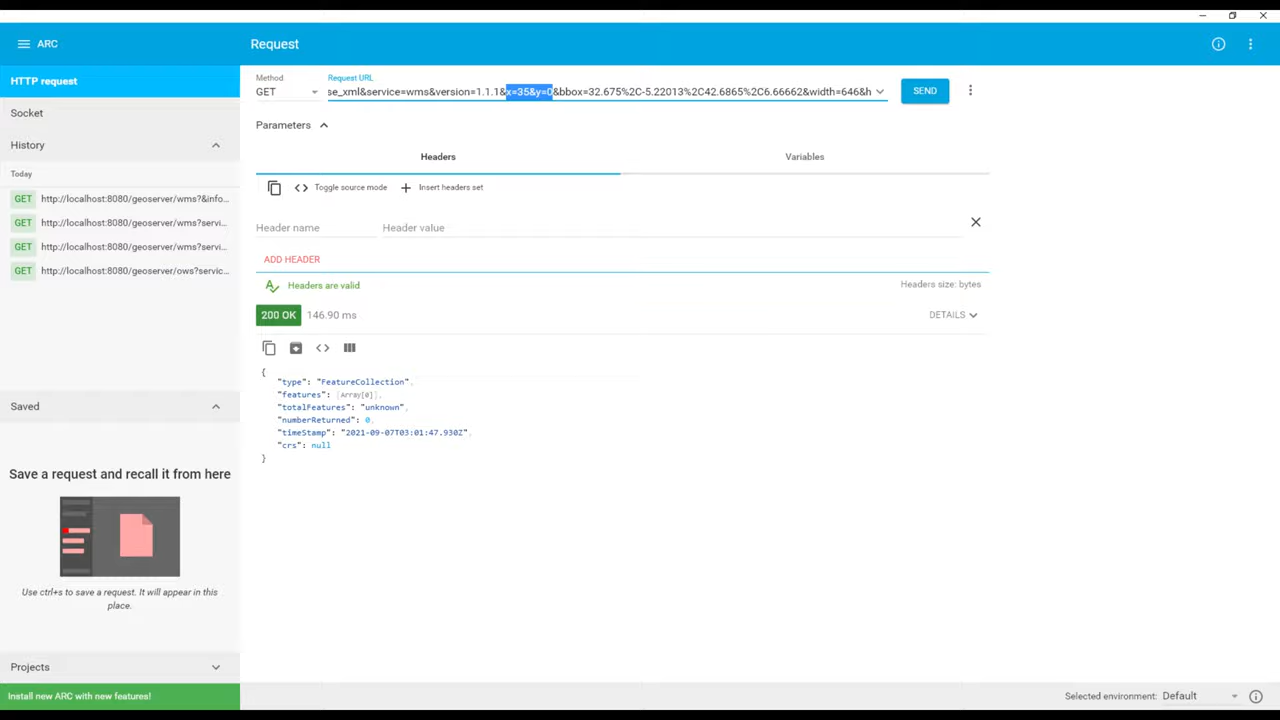 ARC
Request
HTTP request
Socket
History
Today
GET http://localhost:8080/geoserver/wms?&info...
GET http://localhost:8080/geoserver/wms?servi...
GET http://localhost:8080/geoserver/wms?servi...
GET http://localhost:8080/geoserver/ows?servic...
Saved
Save a request and recall it from here
Use ctrl+s to save a request. It will appear in this
place.
Projects
Install new ARC with new features!
Method
GET
Request URL
se_xml&service=wms&version=1.1.1&x=35&y=0&bbox=32.675%2C-5.22013%2C42.6865%2C6.66662&width=646&h
SEND
Parameters
Headers
Variables
Toggle source mode
Insert headers set
Header name
Header value
ADD HEADER
Headers are valid
Headers size: bytes
200 OK 146.90 ms
DETAILS
{
"type": "FeatureCollection",
"features": [Array[0]],
"totalFeatures": "unknown",
"numberReturned": 0,
"timeStamp": "2021-09-07T03:01:47.930Z",
"crs": null
}
Selected environment: Default